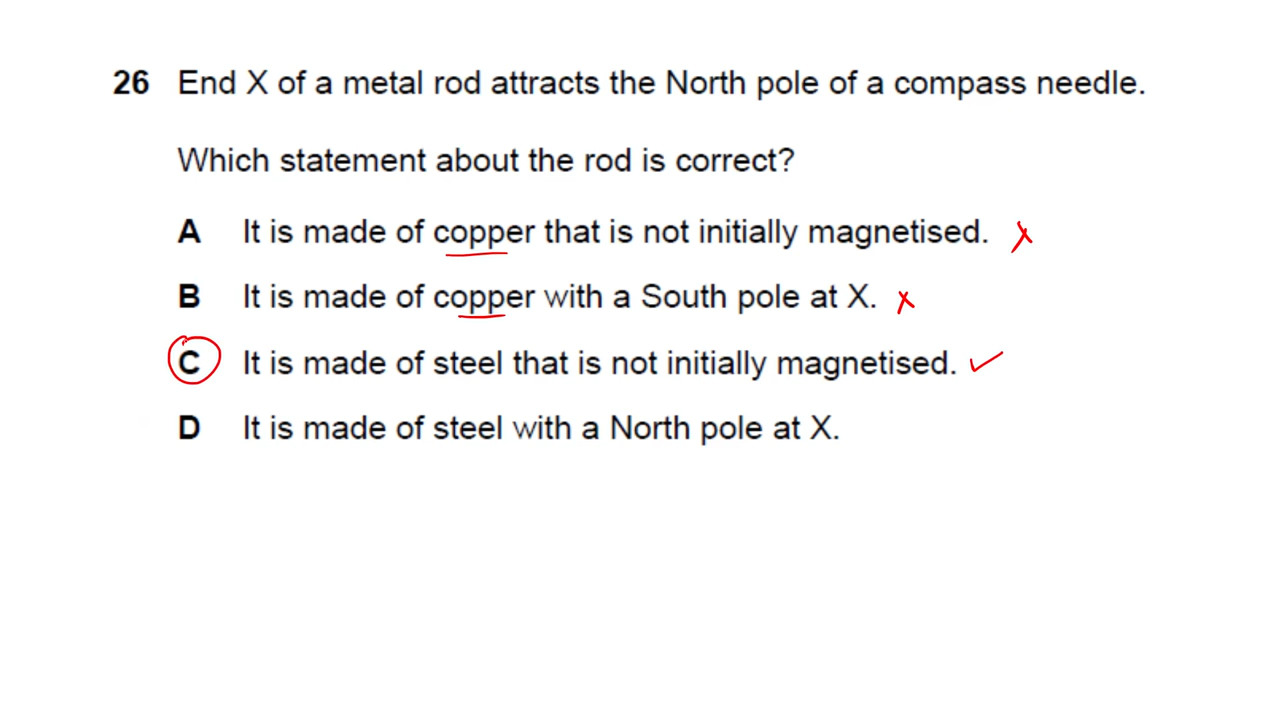 26 End X of a metal rod attracts the North pole of a compass needle.
Which statement about the rod is correct?
A It is made of copper that is not initially magnetised. x
B It is made of copper with a South pole at X. x
C It is made of steel that is not initially magnetised. ✓
D It is made of steel with a North pole at X.